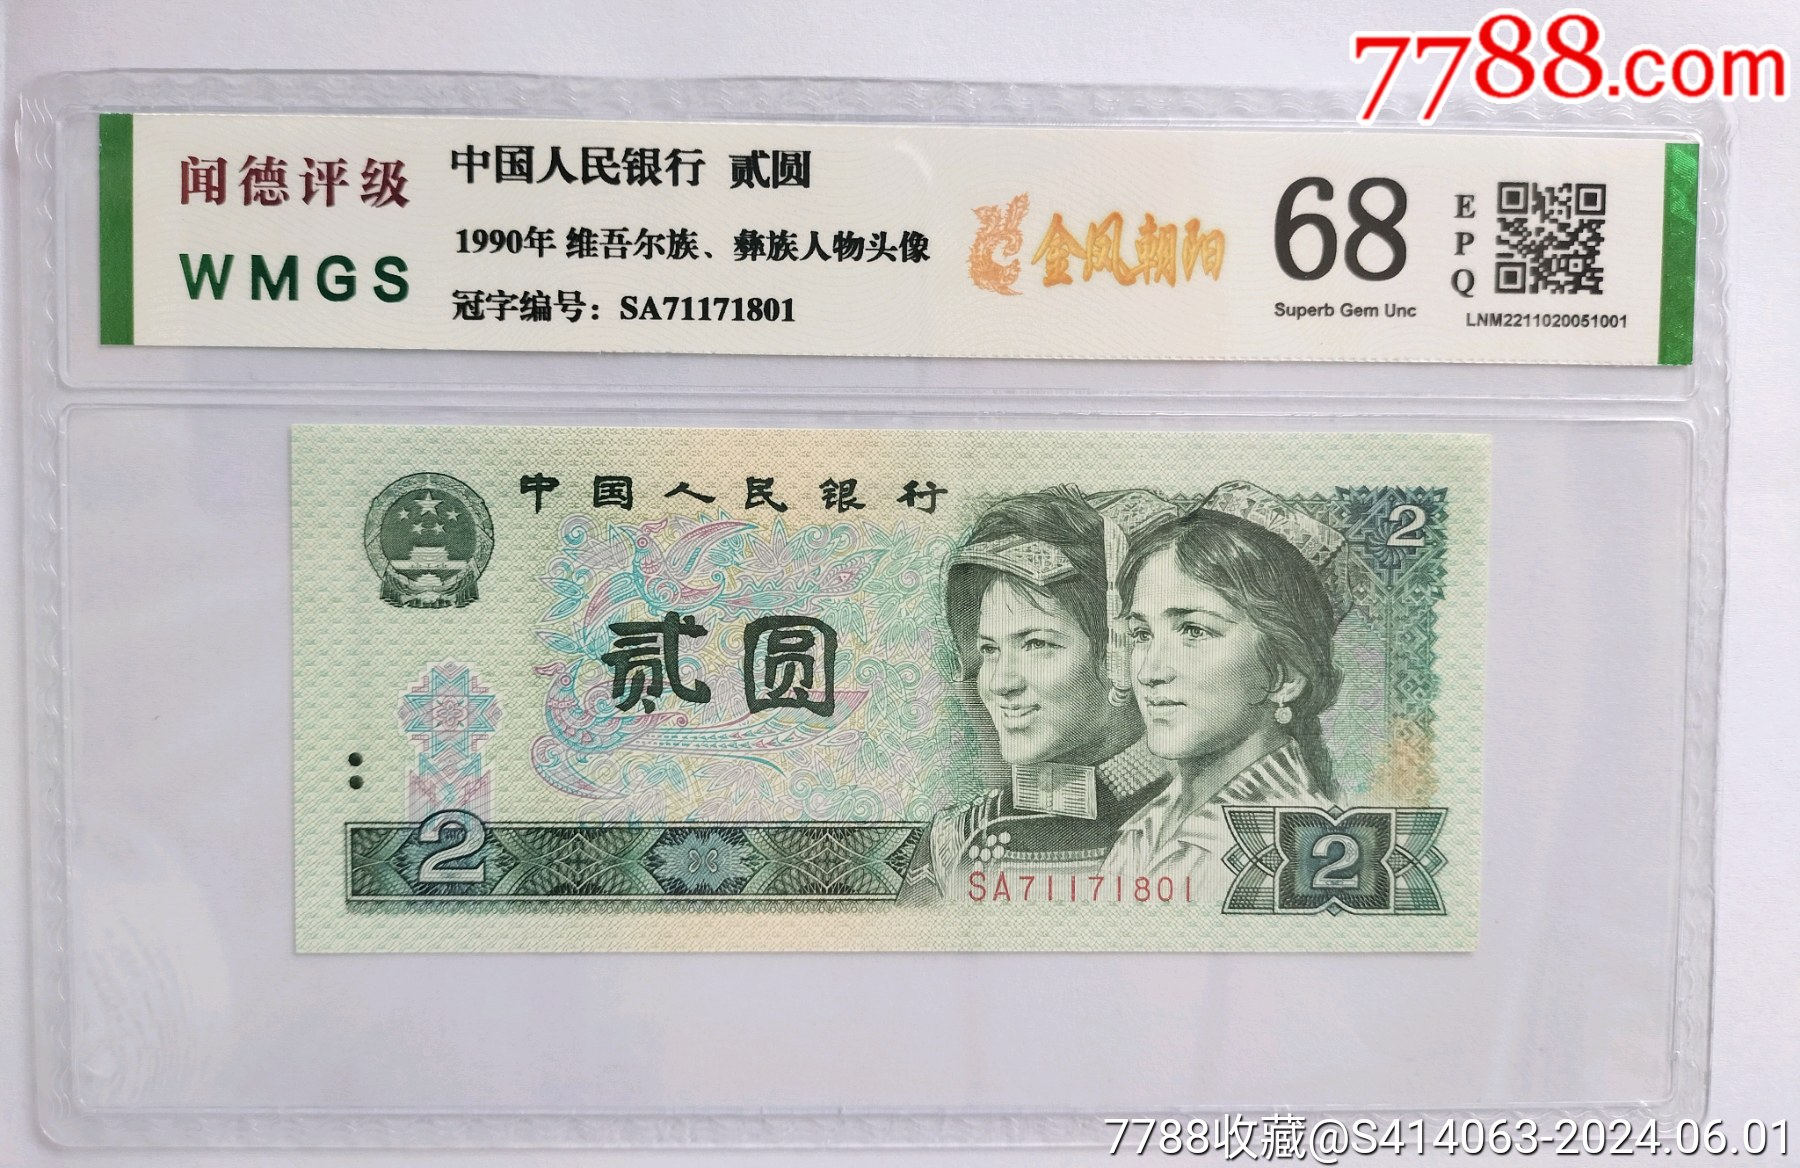 7788.com
闻德评级
WMGS
中国人民银行 贰圆
1990年 维吾尔族、彝族人物头像
冠字编号：SA71171801
金凤朝阳
68
Superb Gem Unc
EPQ
LNM2211020051001
中国人民银行
2
贰圆
2
SA71171801
2
7788收藏@S414063-2024.06.01